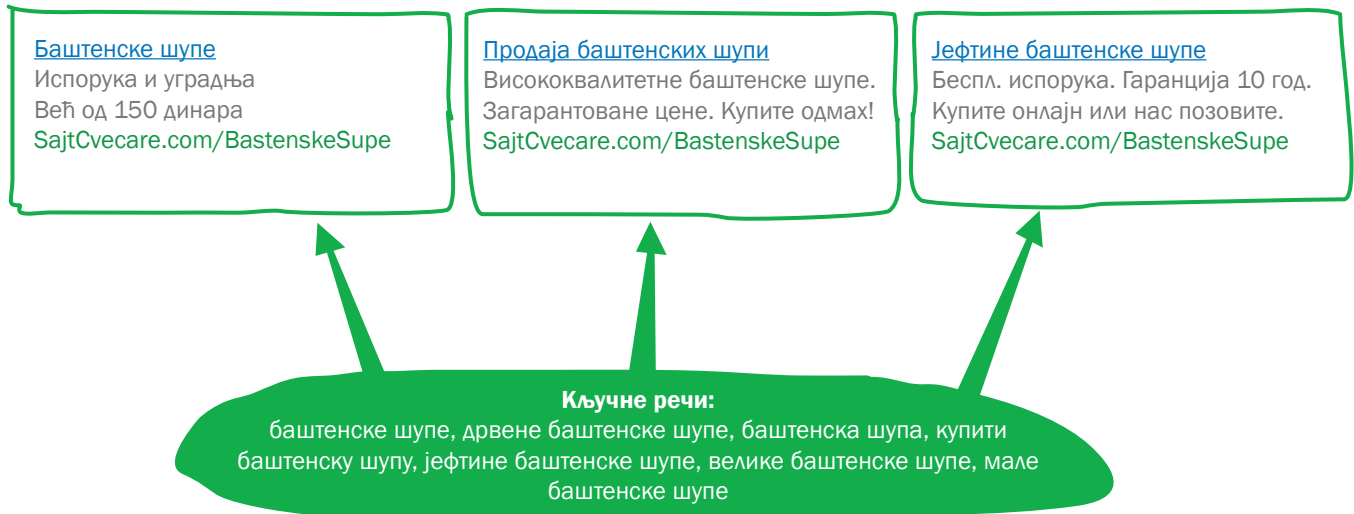 Баштенске шупе
Испорука и уградња
Већ од 150 динара
SajtCvecare.com/BastenskeSupe
Продаја баштенских шупи
Висококвалитетне баштенске шупе.
Загарантоване цене. Купите одмах!
SajtCvecare.com/BastenskeSupe
Јефтине баштенске шупе
Беспл. испорука. Гаранција 10 год.
Купите онлајн или нас позовите.
SajtCvecare.com/BastenskeSupe
Кључне речи:
баштенске шупе, дрвене баштенске шупе, баштенска шупа, купити
баштенску шупу, јефтине баштенске шупе, велике баштенске шупе, мале
баштенске шупе